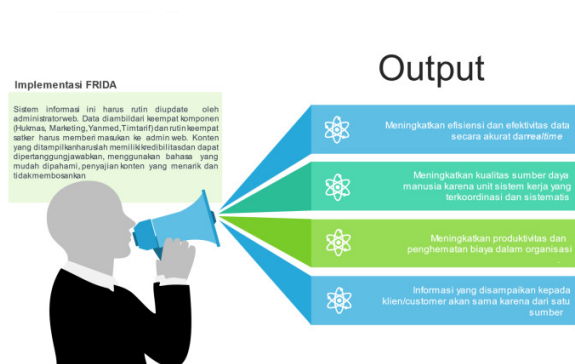 Output
Implementasi FRIDA
Sistem informasi ini harus rutin diupdate oleh
administratorweb. Data diambildari keempat komponen
(Hukmas, Marketing,Yanmed,Timtarif)danrutinkeempat
satker harus memberi masukan ke admin web. Konten
yang ditampilkanharuslah memilikikredibilitasdan dapat
dipertanggungjawabkan, menggunakan bahasa yang
mudah dipahami, penyajian konten yang menarik dan
tidakmembosankan
Meningkatkan efisiensi dan efektivitas data
secara akurat danrealtime
Meningkatkan kualitas sumber daya
manusia karena unit sistem kerja yang
terkoordinasi dan sistematis
Meningkatkan produktivitas dan
penghematan biaya dalam organisasi
.
Informasi yang disampaikan kepada
klien/customer akan sama karena dari satu
sumber